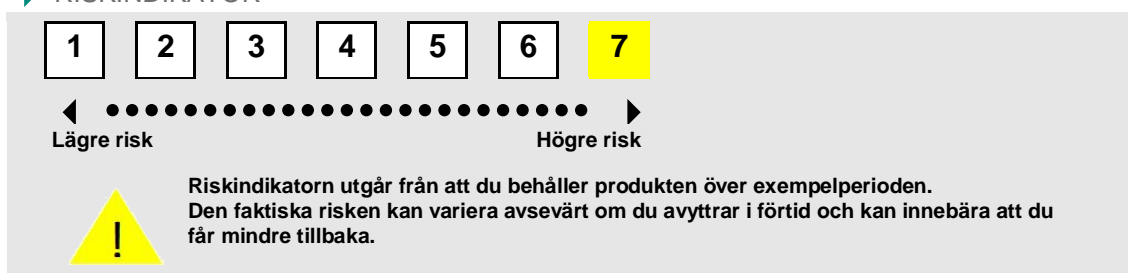 RISKINDIKATOR
1 2 3 4 5 6 7
Lägre risk Högre risk
Riskindikatorn utgår från att du behåller produkten över exempelperioden.
Den faktiska risken kan variera avsevärt om du avyttrar i förtid och kan innebära att du
får mindre tillbaka.
!